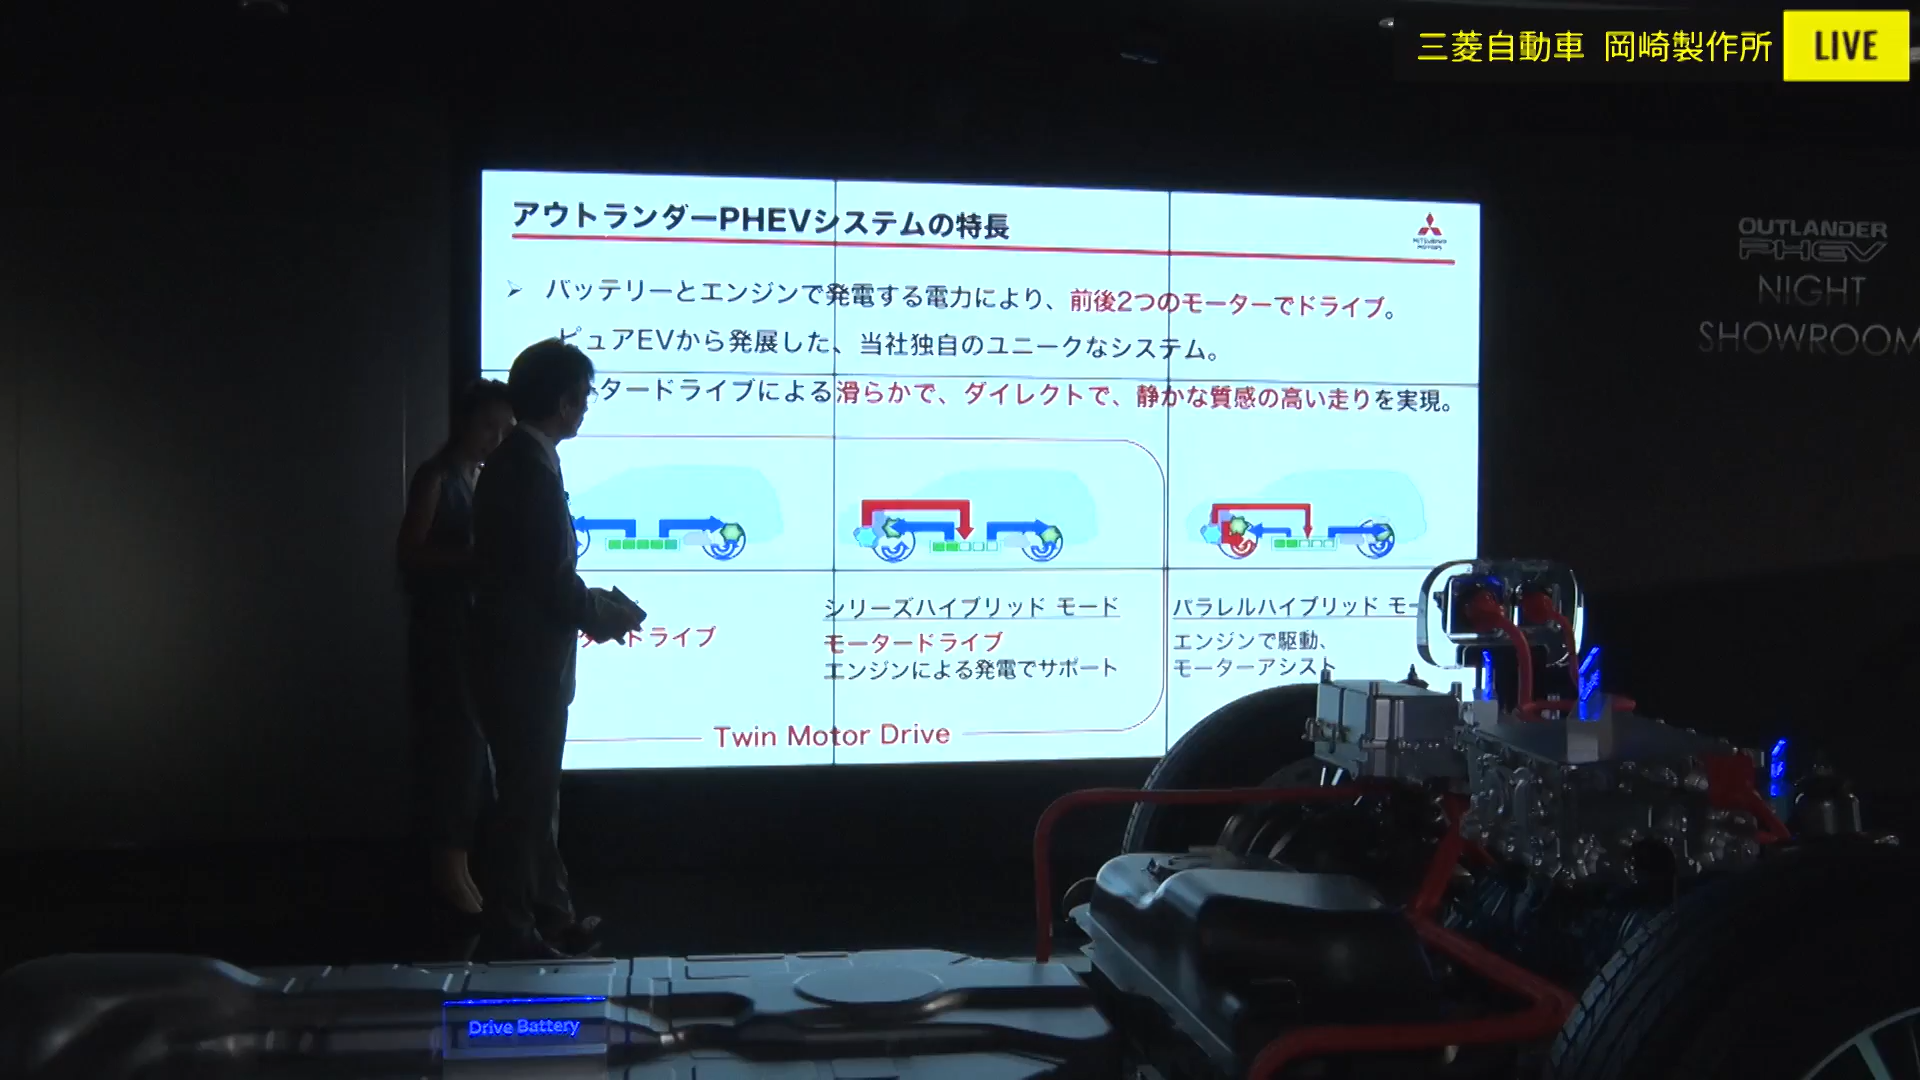 三菱自動車 岡崎製作所 LIVE
アウトランダーPHEVシステムの特長
MITSUBISHI
MOTORS
➢ バッテリーとエンジンで発電する電力により、前後2つのモーターでドライブ。
ピュアEVから発展した、当社独自のユニークなシステム。
タードライブによる滑らかで、ダイレクトで、静かな質感の高い走りを実現。
シリーズハイブリッド モード
モータードライブ
エンジンによる発電でサポート
パラレルハイブリッド モー
エンジンで駆動、
モーターアシスト
ドライブ
Twin Motor Drive
OUTLANDER
PHEV
NIGHT
SHOWROOM
Drive Battery